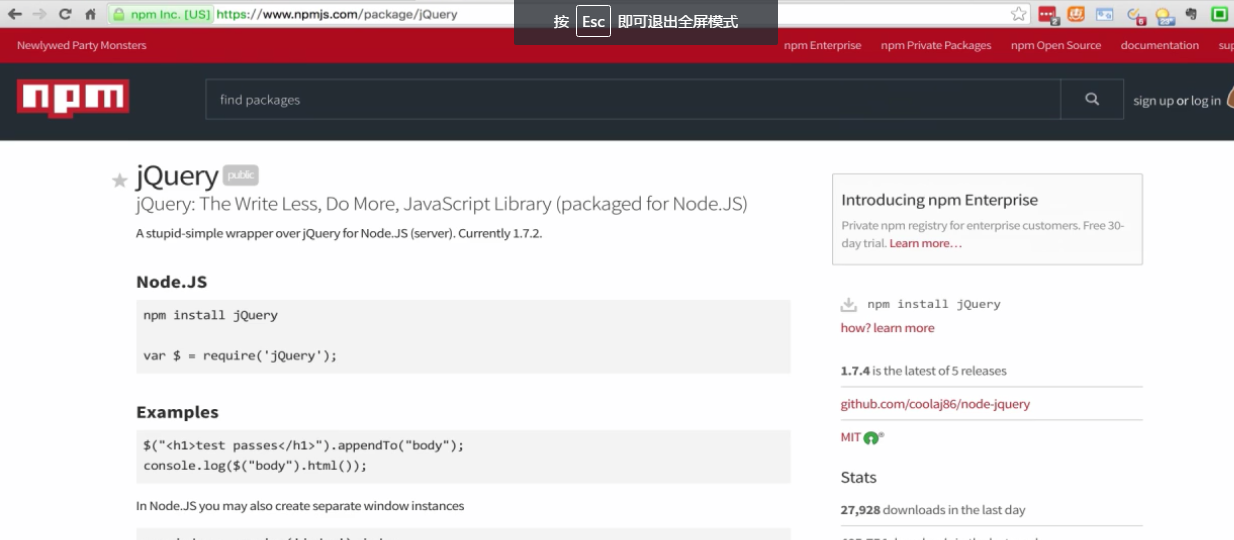 npm Inc. [US] https://www.npmjs.com/package/jQuery
按 Esc 即可退出全屏模式
Newlywed Party Monsters
npm Enterprise npm Private Packages npm Open Source documentation
npm
find packages
sign up or log in
jQuery public
jQuery: The Write Less, Do More, JavaScript Library (packaged for Node.JS)
A stupid-simple wrapper over jQuery for Node.JS (server). Currently 1.7.2.
Node.JS
npm install jQuery
var $ = require('jQuery');
Examples
$("<h1>test passes</h1>").appendTo("body");
console.log($("body").html());
In Node.JS you may also create separate window instances
Introducing npm Enterprise
Private npm registry for enterprise customers. Free 30-
day trial. Learn more…
npm install jQuery
how? learn more
1.7.4 is the latest of 5 releases
github.com/coolaj86/node-jquery
MIT
Stats
27,928 downloads in the last day